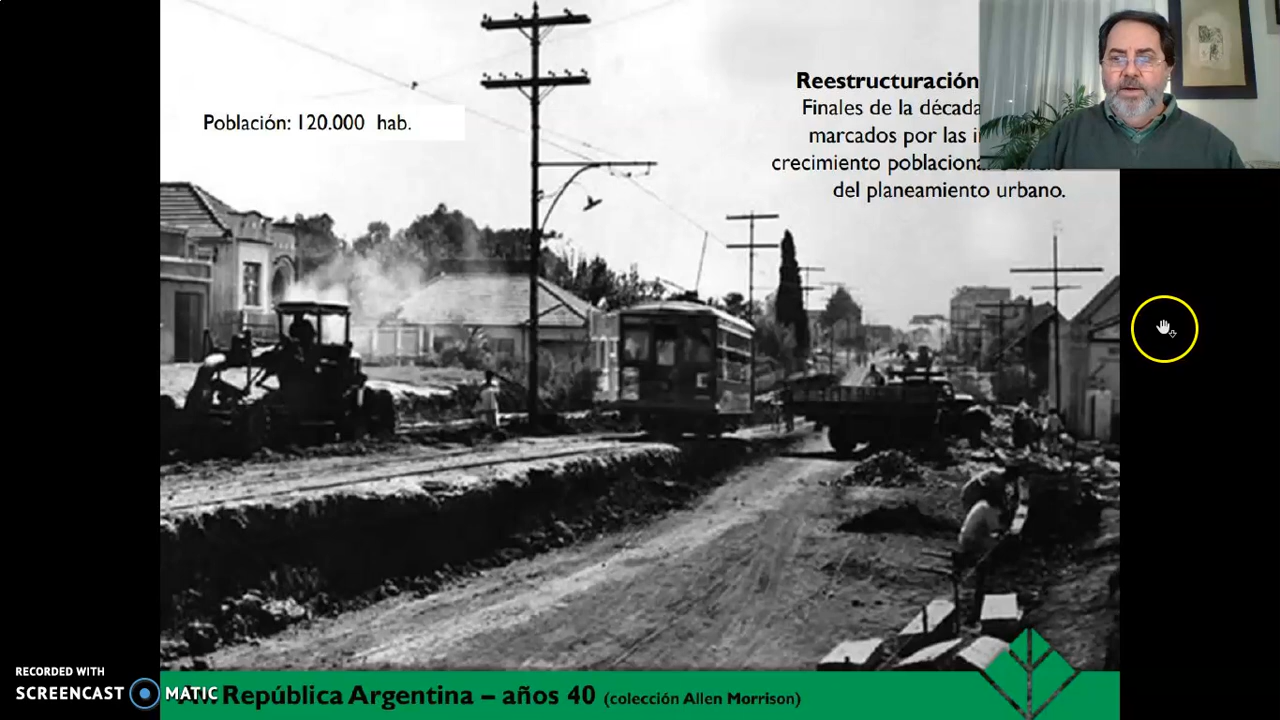 Población: 120.000 hab.
Reestructuración
Finales de la década
marcados por las
crecimiento
del planeamiento urbano.
RECORDED WITH
SCREENCAST MATIC
República Argentina – años 40 (colección Allen Morrison)